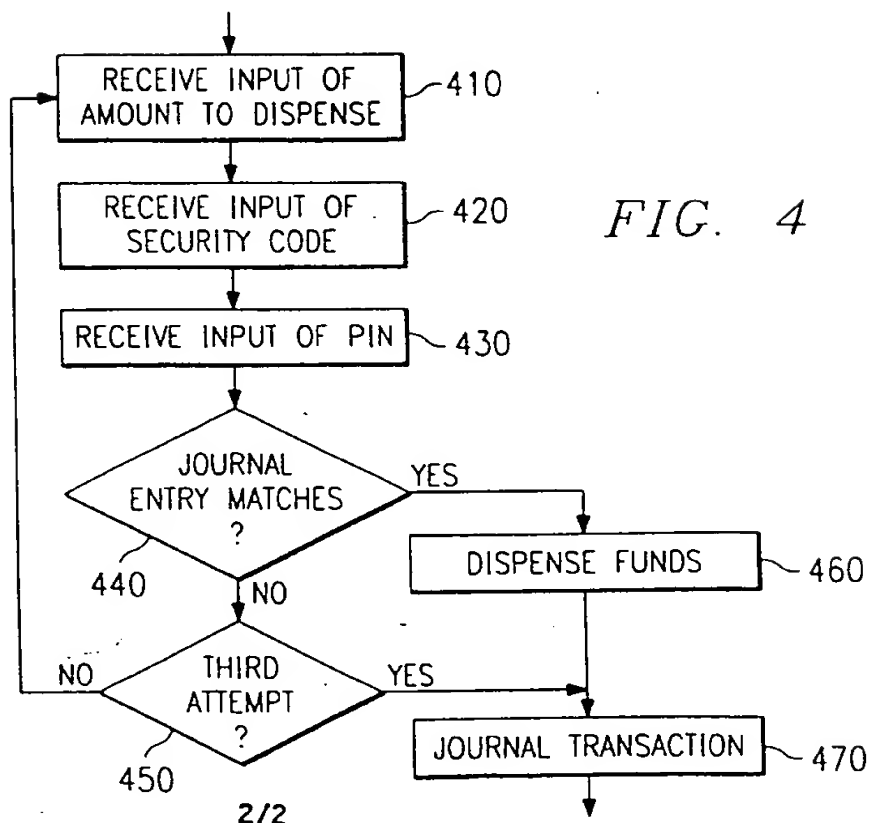 RECEIVE INPUT OF
AMOUNT TO DISPENSE
410
RECEIVE INPUT OF
SECURITY CODE
420
FIG. 4
RECEIVE INPUT OF PIN
430
JOURNAL
ENTRY MATCHES
?
YES
440
NO
DISPENSE FUNDS
460
THIRD
ATTEMPT
?
NO
YES
450
JOURNAL TRANSACTION
470
2/2